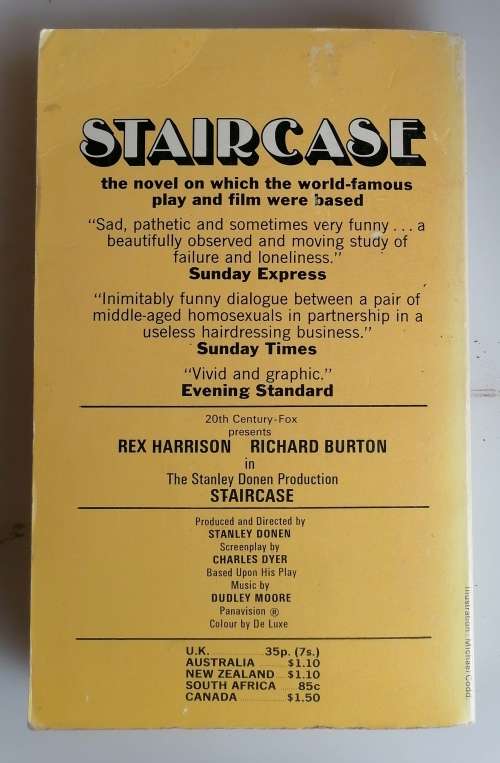 STAIRCASE
the novel on which the world-famous
play and film were based
"Sad, pathetic and sometimes very funny . . . a
beautifully observed and moving study of
failure and loneliness."
Sunday Express
"Inimitably funny dialogue between a pair of
middle-aged homosexuals in partnership in a
useless hairdressing business."
Sunday Times
"Vivid and graphic."
Evening Standard
20th Century-Fox
presents
REX HARRISON RICHARD BURTON
in
The Stanley Donen Production
STAIRCASE
Produced and Directed by
STANLEY DONEN
Screenplay by
CHARLES DYER
Based Upon His Play
Music by
DUDLEY MOORE
Panavision ®
Colour by De Luxe
U.K. 35p. (7s.)
AUSTRALIA $1.10
NEW ZEALAND $1.10
SOUTH AFRICA 85c
CANADA $1.50
Illustration: Michael Codd